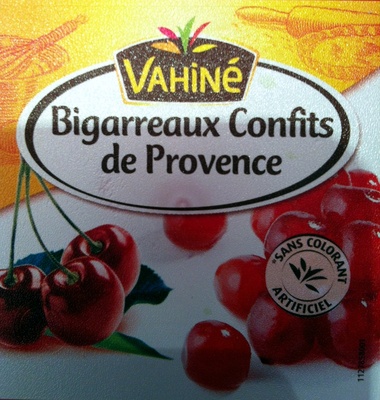 VAHiNé
Bigarreaux Confits
de Provence
"SANS COLORANT
ARTIFICIEL